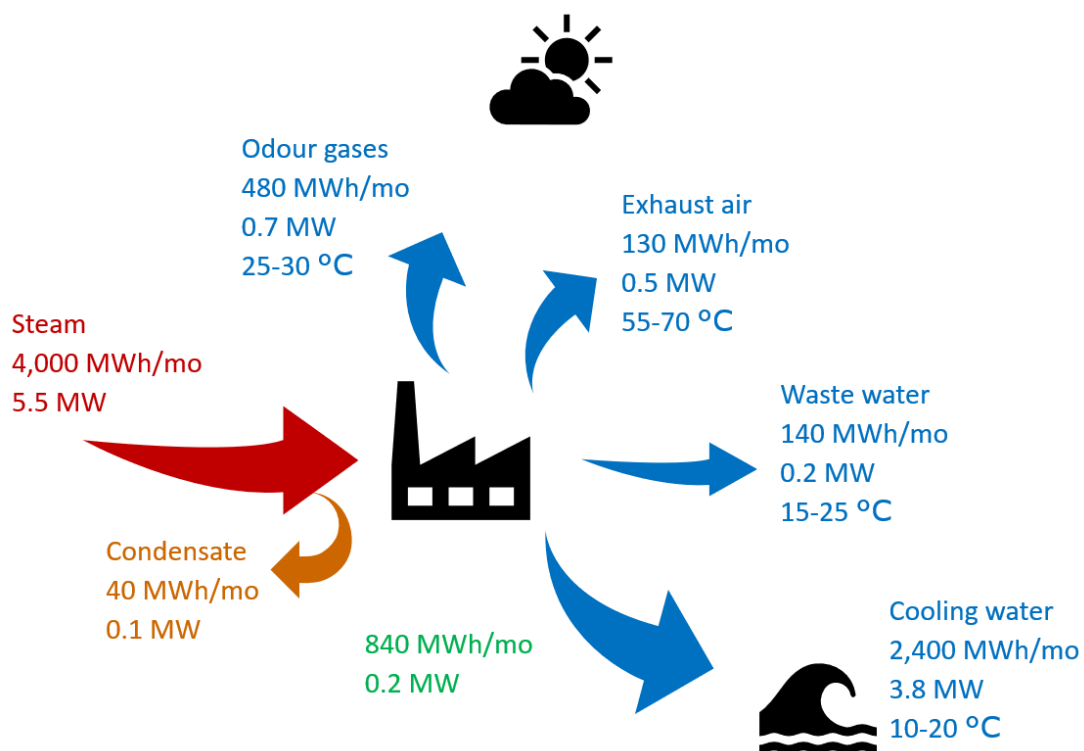 Odour gases
480 MWh/mo
0.7 MW
25-30 °C
Exhaust air
130 MWh/mo
0.5 MW
55-70 °C
Steam
4,000 MWh/mo
5.5 MW
Waste water
140 MWh/mo
0.2 MW
15-25 °C
Condensate
40 MWh/mo
0.1 MW
840 MWh/mo
0.2 MW
Cooling water
2,400 MWh/mo
3.8 MW
10-20 °C